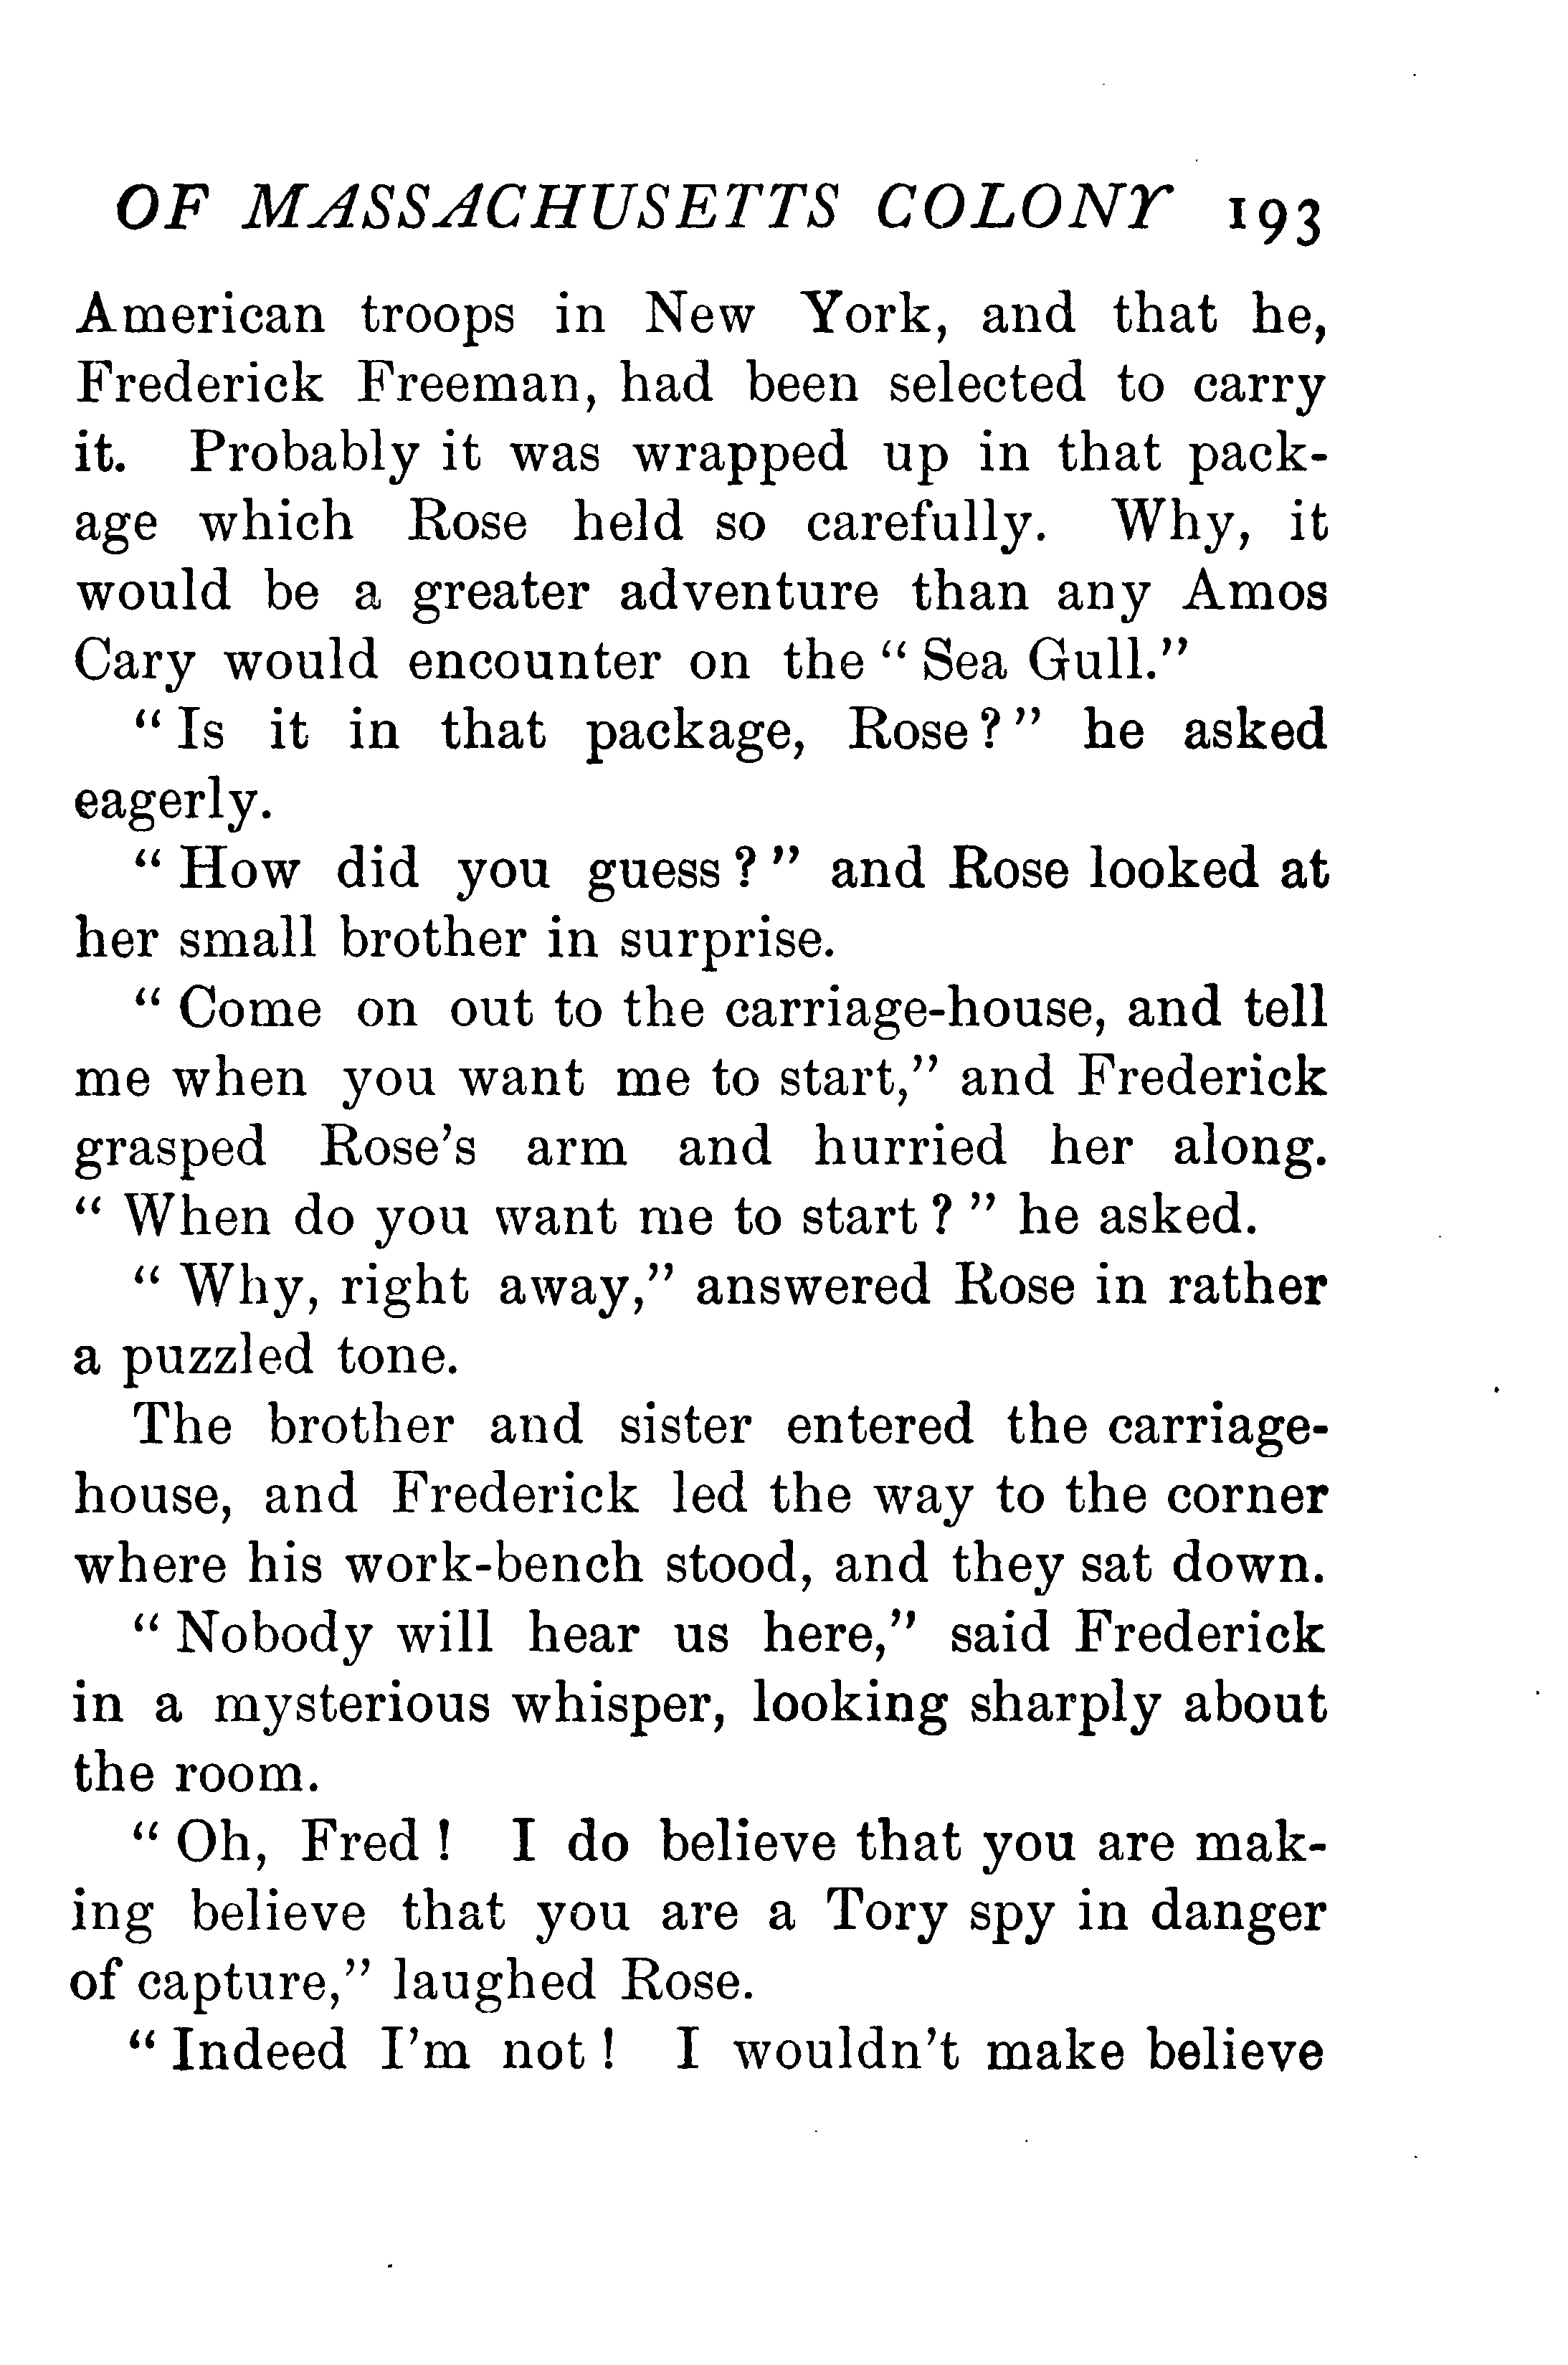 OF MASSACHUSETTS COLONY 193
American troops in New York, and that he,
Frederick Freeman, had been selected to carry
it. Probably it was wrapped up in that pack-
age which Rose held so carefully. Why, it
would be a greater adventure than any Amos
Cary would encounter on the “Sea Gull.”
“Is it in that package, Rose?” he asked
eagerly.
“How did you guess?” and Rose looked at
her small brother in surprise.
“Come on out to the carriage-house, and tell
me when you want me to start,” and Frederick
grasped Rose’s arm and hurried her along.
“When do you want me to start?” he asked.
“Why, right away,” answered Rose in rather
a puzzled tone.
The brother and sister entered the carriage-
house, and Frederick led the way to the corner
where his work-bench stood, and they sat down.
“Nobody will hear us here,” said Frederick
in a mysterious whisper, looking sharply about
the room.
“Oh, Fred! I do believe that you are mak-
ing believe that you are a Tory spy in danger
of capture,” laughed Rose.
“Indeed I’m not! I wouldn’t make believe